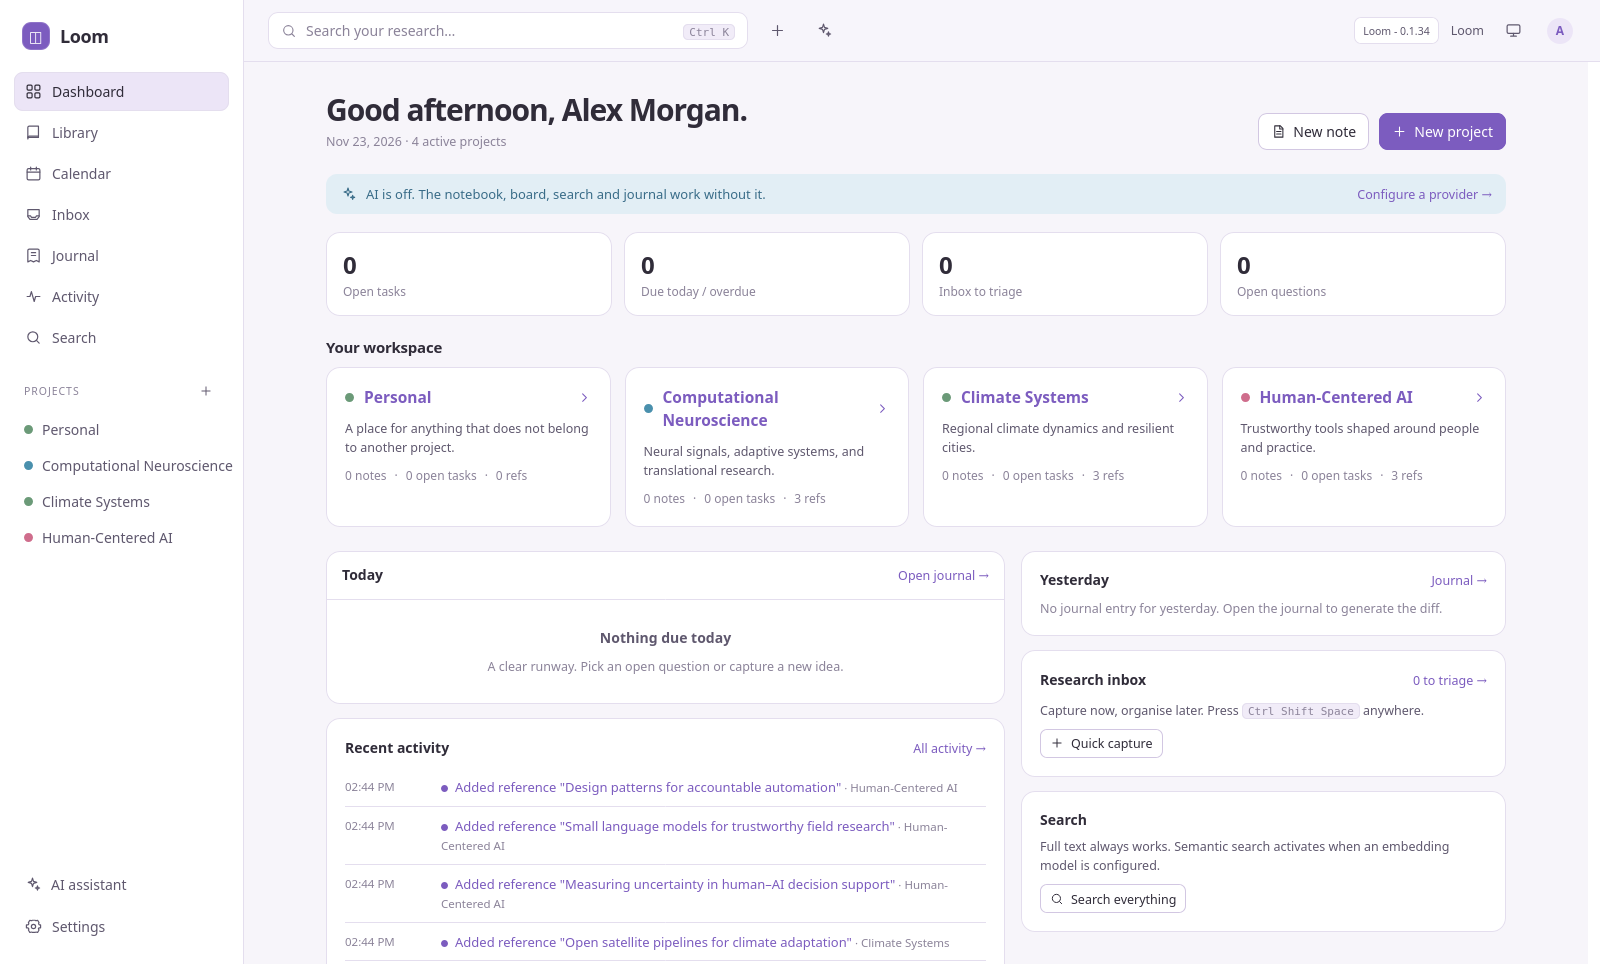 Loom
Dashboard
Library
Calendar
Inbox
Journal
Activity
Search
PROJECTS
Personal
Computational Neuroscience
Climate Systems
Human-Centered AI
AI assistant
Settings
Search your research...
Ctrl K
Loom - 0.1.34
Loom
A
Good afternoon, Alex Morgan.
Nov 23, 2026 · 4 active projects
New note
New project
AI is off. The notebook, board, search and journal work without it.
Configure a provider →
0
Open tasks
0
Due today / overdue
0
Inbox to triage
0
Open questions
Your workspace
Personal
A place for anything that does not belong
to another project.
0 notes · 0 open tasks · 0 refs
Computational
Neuroscience
Neural signals, adaptive systems, and
translational research.
0 notes · 0 open tasks · 3 refs
Climate Systems
Regional climate dynamics and resilient
cities.
0 notes · 0 open tasks · 3 refs
Human-Centered AI
Trustworthy tools shaped around people
and practice.
0 notes · 0 open tasks · 3 refs
Today
Open journal →
Nothing due today
A clear runway. Pick an open question or capture a new idea.
Recent activity
All activity →
02:44 PM
Added reference "Design patterns for accountable automation" · Human-Centered AI
02:44 PM
Added reference "Small language models for trustworthy field research" · Human-
Centered AI
02:44 PM
Added reference "Measuring uncertainty in human–AI decision support" · Human-
Centered AI
02:44 PM
Added reference "Open satellite pipelines for climate adaptation" · Climate Systems
Yesterday
Journal →
No journal entry for yesterday. Open the journal to generate the diff.
Research inbox
0 to triage →
Capture now, organise later. Press Ctrl Shift Space anywhere.
Quick capture
Search
Full text always works. Semantic search activates when an embedding
model is configured.
Search everything